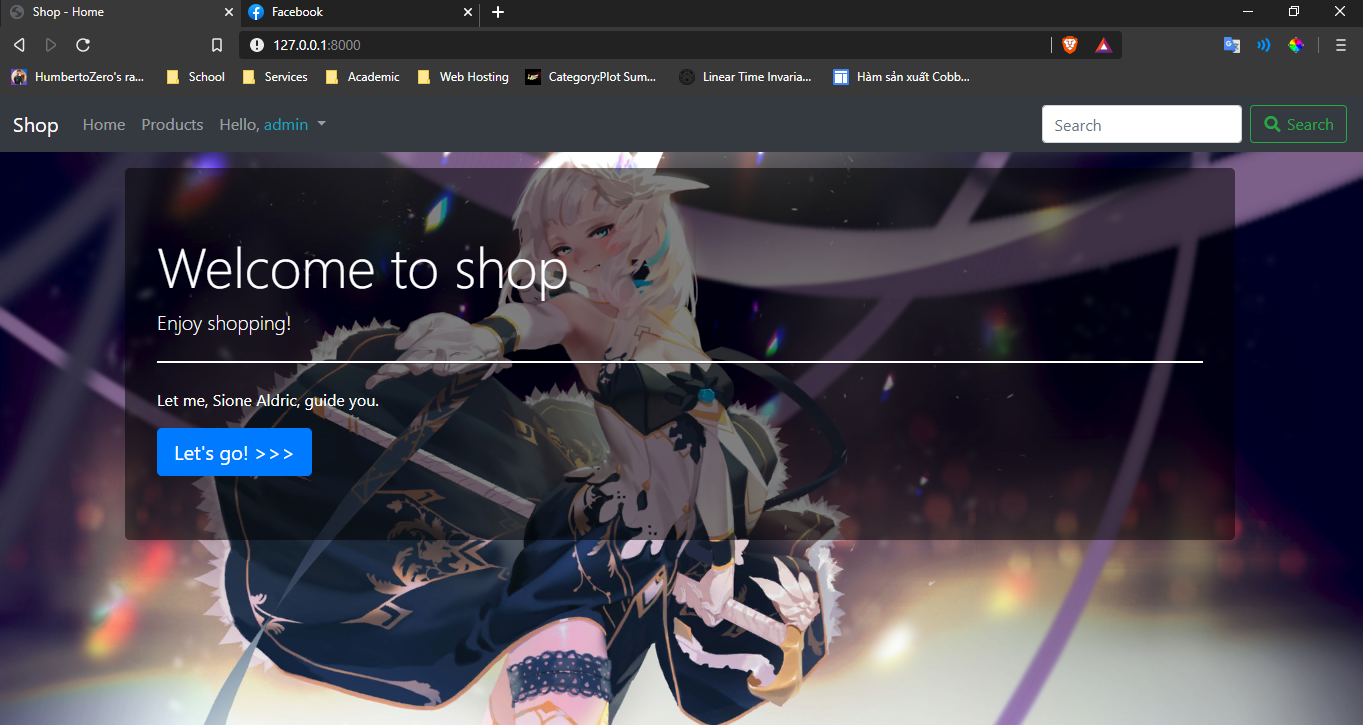 Shop - Home
Facebook
127.0.0.1:8000
HumbertoZero's ra...
School
Services
Academic
Web Hosting
Category:Plot Sum...
Linear Time Invaria...
Hàm sản xuất Cobb...
Shop
Home
Products
Hello, admin
Search
Search
Welcome to shop
Enjoy shopping!
Let me, Sione Aldric, guide you.
Let's go! >>>